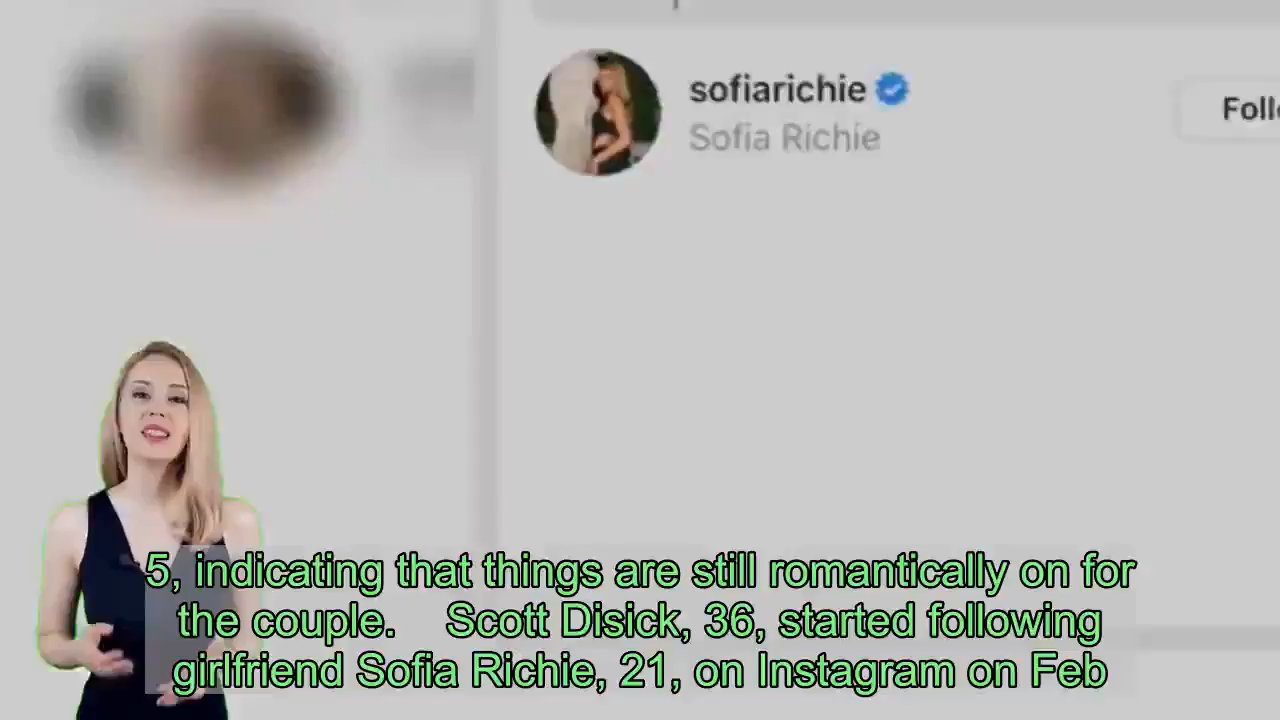 sofiarichie
Sofia Richie
5, indicating that things are still romantically on for
the couple. Scott Disick, 36, started following
girlfriend Sofia Richie, 21, on Instagram on Feb